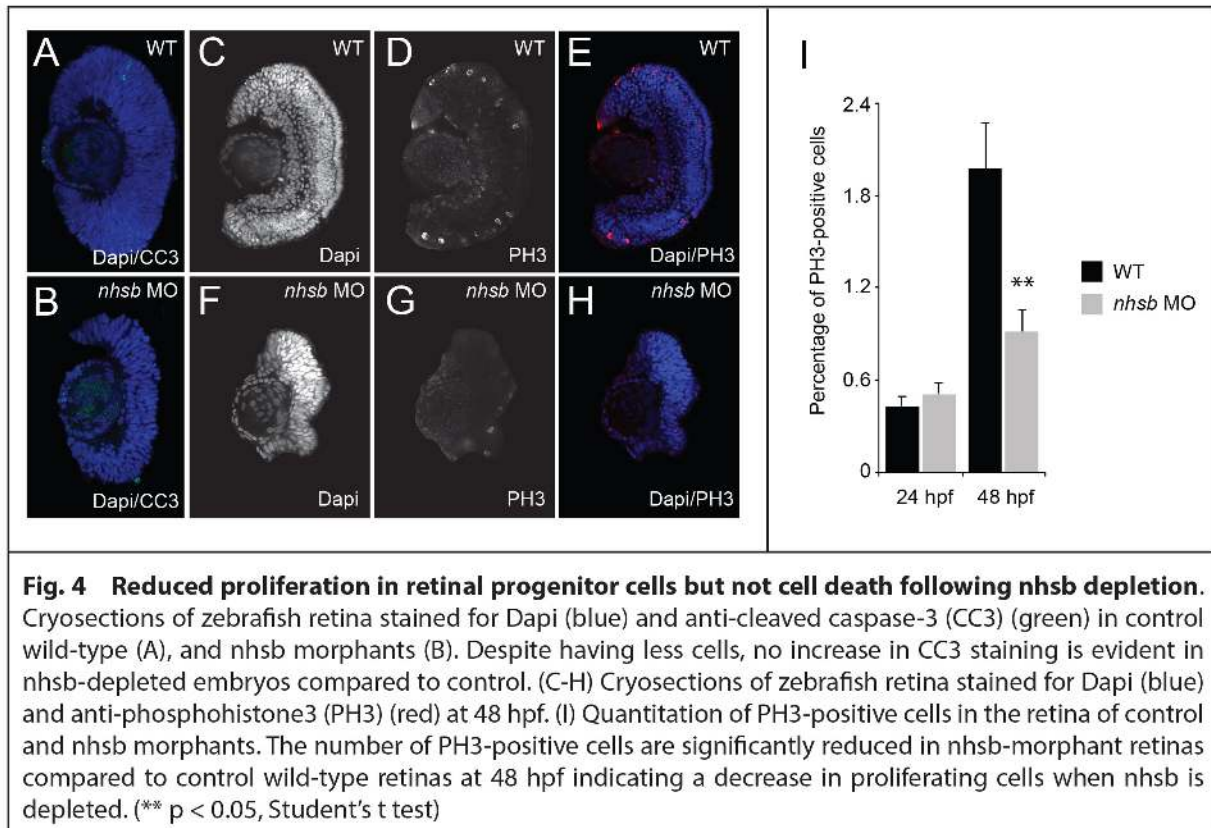 A
WT
Dapi/CC3
C
WT
Dapi
D
WT
PH3
E
WT
Dapi/PH3
B
nhsb MO
Dapi/CC3
F
nhsb MO
Dapi
G
nhsb MO
PH3
H
nhsb MO
Dapi/PH3
I
Percentage of PH3-positive cells
2.4
1.8
1.2
0.6
0
**
24 hpf
48 hpf
WT
nhsb MO
Fig. 4 Reduced proliferation in retinal progenitor cells but not cell death following nhsb depletion.
Cryosections of zebrafish retina stained for Dapi (blue) and anti-cleaved caspase-3 (CC3) (green) in control
wild-type (A), and nhsb morphants (B). Despite having less cells, no increase in CC3 staining is evident in
nhsb-depleted embryos compared to control. (C-H) Cryosections of zebrafish retina stained for Dapi (blue)
and anti-phosphohistone3 (PH3) (red) at 48 hpf. (I) Quantitation of PH3-positive cells in the retina of control
and nhsb morphants. The number of PH3-positive cells are significantly reduced in nhsb-morphant retinas
compared to control wild-type retinas at 48 hpf indicating a decrease in proliferating cells when nhsb is
depleted. (** p < 0.05, Student's t test)